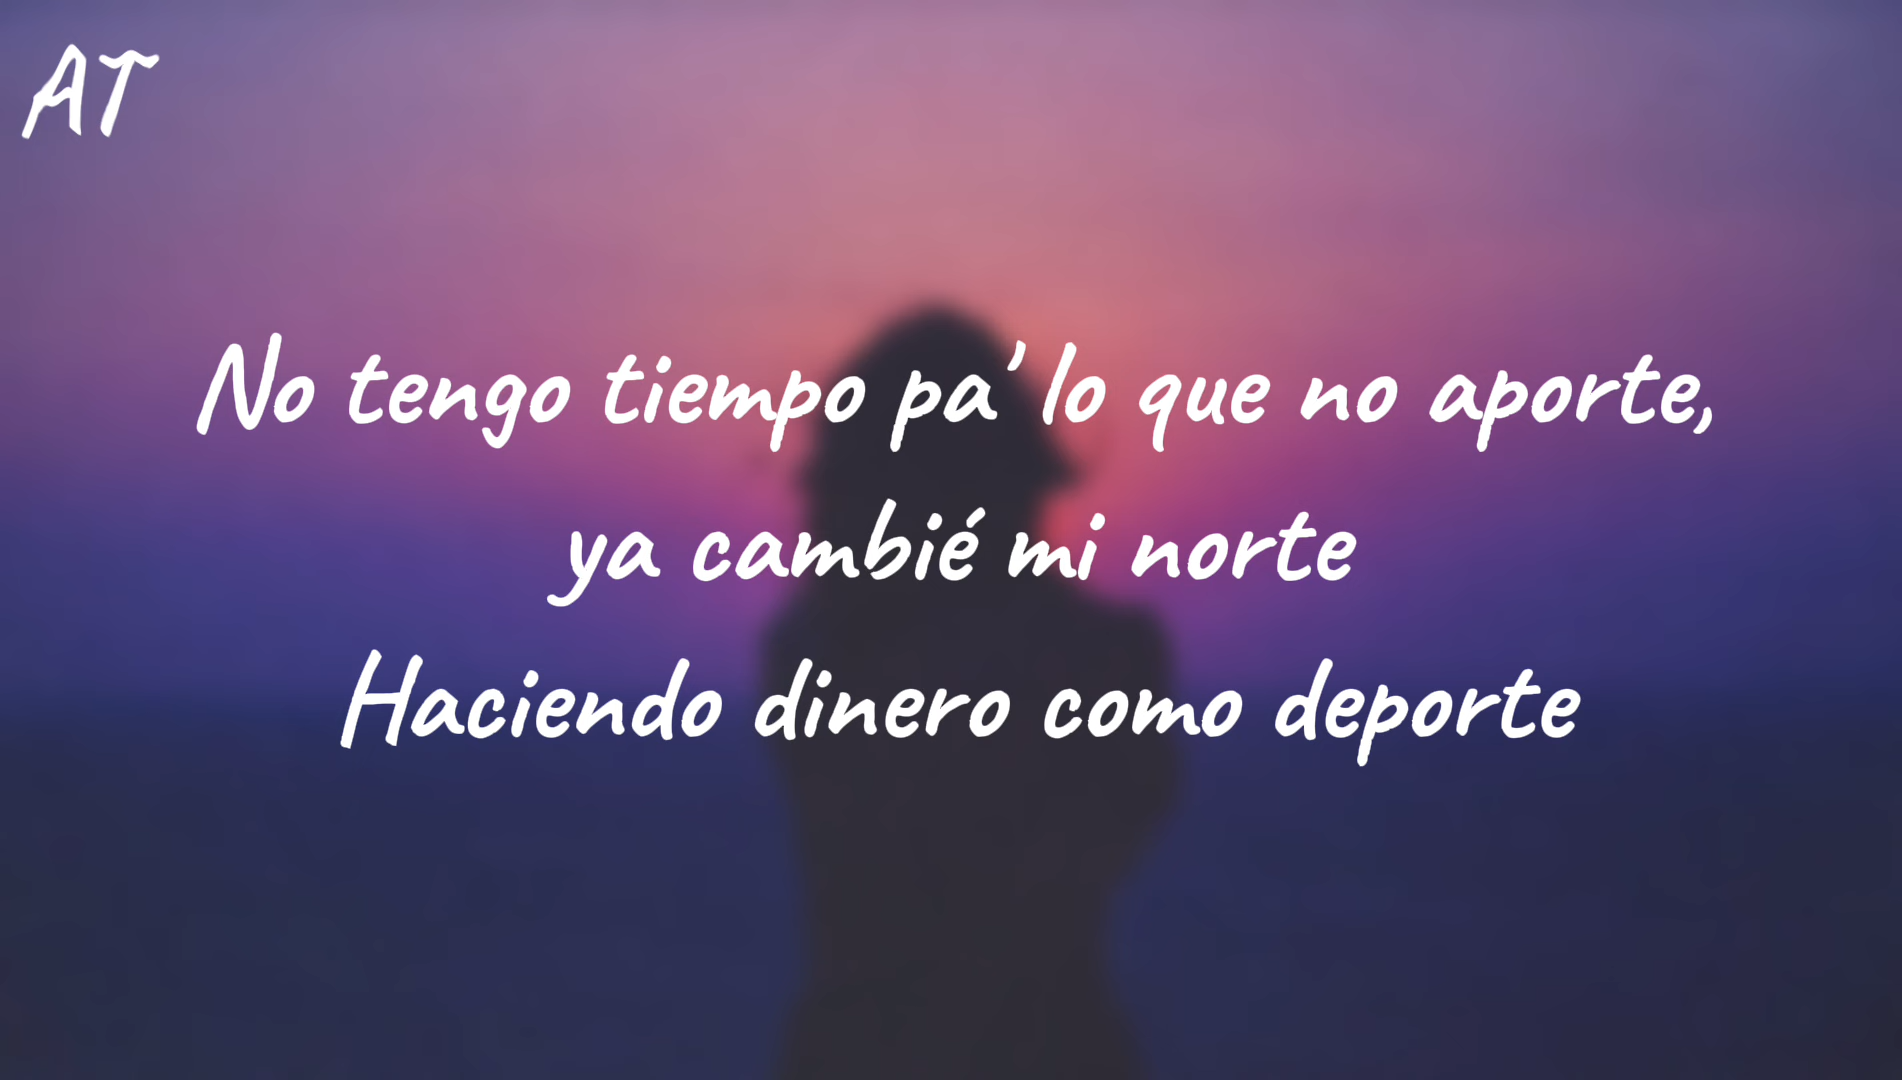 AT
No tengo tiempo pa' lo que no aporte,
ya cambié mi norte
Haciendo dinero como deporte